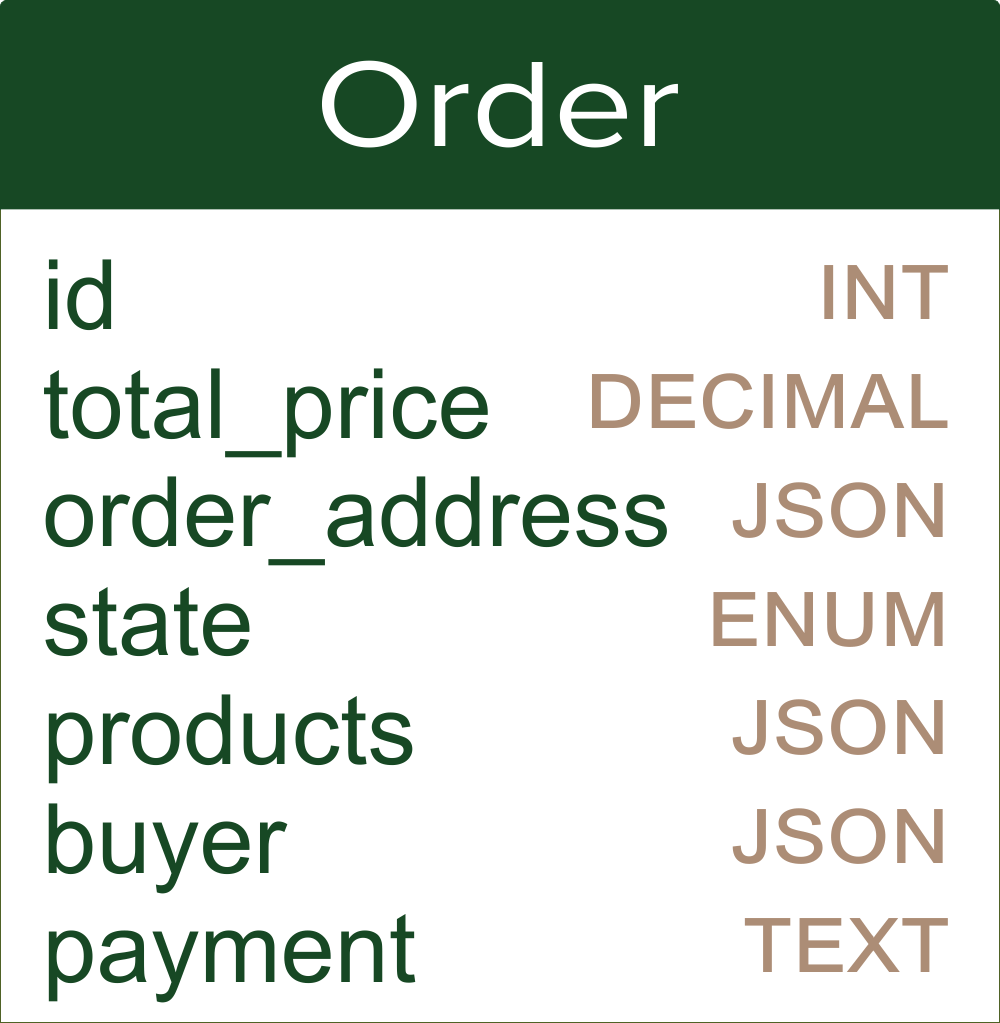 Order
id INT
total_price DECIMAL
order_address JSON
state ENUM
products JSON
buyer JSON
payment TEXT